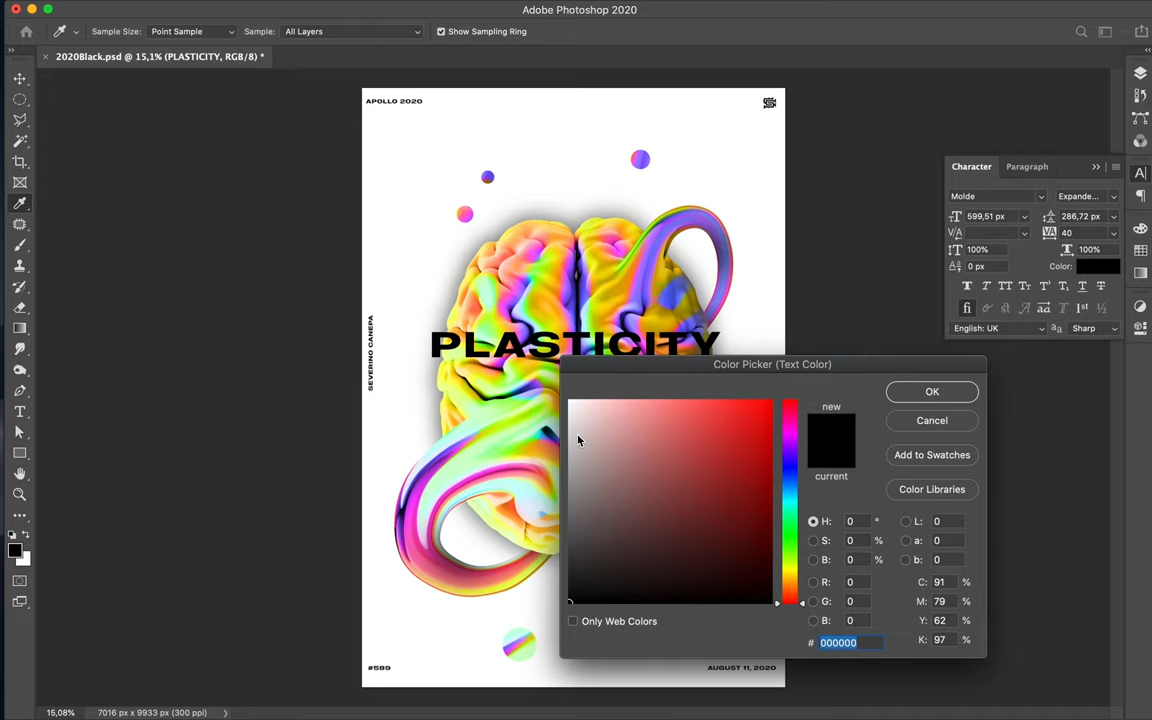 Adobe Photoshop 2020
Sample Size: Point Sample Sample: All Layers Show Sampling Ring
2020Black.psd @ 15,1% (PLASTICITY, RGB/8) *
APOLLO 2020
SEVERINO CANEPA
PLASTICITY
#589
AUGUST 11, 2020
Character Paragraph
Molde Expande...
599,51 px 286,72 px
40
100% 100%
0 px Color:
English: UK Sharp
Color Picker (Text Color)
new
current
OK
Cancel
Add to Swatches
Color Libraries
H: 0 ° L: 0
S: 0 % a: 0
B: 0 % b: 0
R: 0 C: 91 %
G: 0 M: 79 %
B: 0 Y: 62 %
# 000000 K: 97 %
Only Web Colors
15,08% 7016 px x 9933 px (300 ppi)